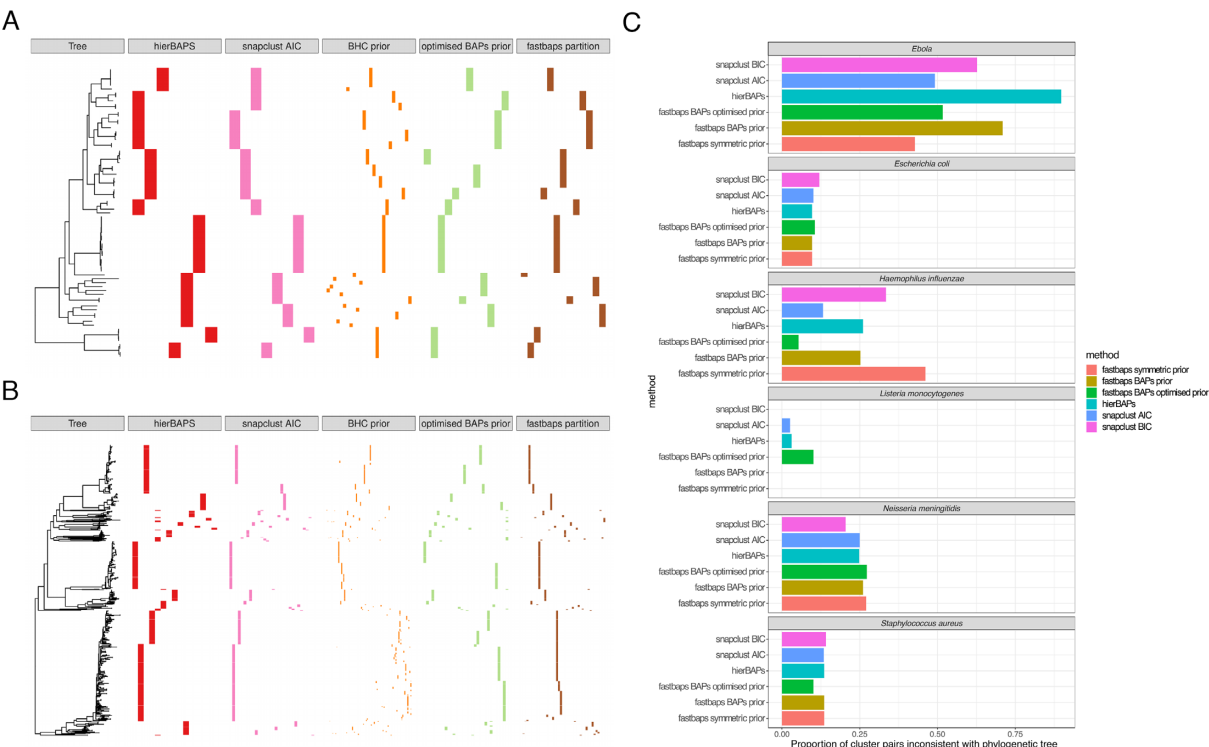 A
Tree hierBAPS snapclust AIC BHC prior optimised BAPs prior fastbaps partition
B
Tree hierBAPS snapclust AIC BHC prior optimised BAPs prior fastbaps partition
C
method
Ebola
snapclust BIC
snapclust AIC
hierBAPs
fastbaps BAPs optimised prior
fastbaps BAPs prior
fastbaps symmetric prior
Escherichia coli
snapclust BIC
snapclust AIC
hierBAPs
fastbaps BAPs optimised prior
fastbaps BAPs prior
fastbaps symmetric prior
Haemophilus influenzae
snapclust BIC
snapclust AIC
hierBAPs
fastbaps BAPs optimised prior
fastbaps BAPs prior
fastbaps symmetric prior
Listeria monocytogenes
snapclust BIC
snapclust AIC
hierBAPs
fastbaps BAPs optimised prior
fastbaps BAPs prior
fastbaps symmetric prior
Neisseria meningitidis
snapclust BIC
snapclust AIC
hierBAPs
fastbaps BAPs optimised prior
fastbaps BAPs prior
fastbaps symmetric prior
Staphylococcus aureus
snapclust BIC
snapclust AIC
hierBAPs
fastbaps BAPs optimised prior
fastbaps BAPs prior
fastbaps symmetric prior
0.00 0.25 0.50 0.75
Proportion of cluster pairs inconsistent with phylogenetic tree
method
fastbaps symmetric prior
fastbaps BAPs prior
fastbaps BAPs optimised prior
hierBAPs
snapclust AIC
snapclust BIC